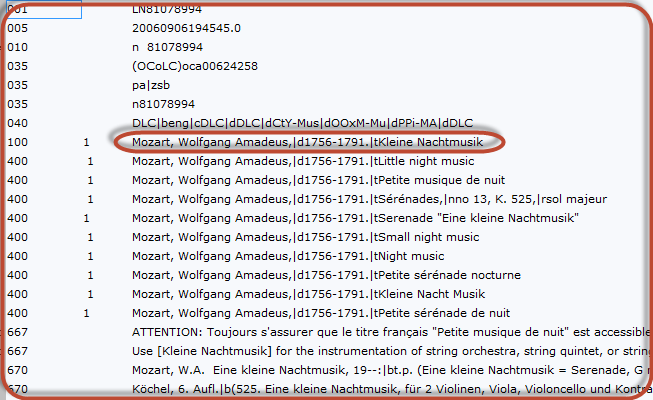 001 LN81078994
005 20060906194545.0
010 n 81078994
035 (OCoLC)oca00624258
035 pa|zsb
035 n81078994
040 DLC|beng|cDLC|dDLC|dCtY-Mus|dOOxM-Mu|dPPi-MA|dDLC
100 1 Mozart, Wolfgang Amadeus,|d1756-1791.|tKleine Nachtmusik
400 1 Mozart, Wolfgang Amadeus,|d1756-1791.|tLittle night music
400 1 Mozart, Wolfgang Amadeus,|d1756-1791.|tPetite musique de nuit
400 1 Mozart, Wolfgang Amadeus,|d1756-1791.|tSérénades,|nno 13, K. 525,|rsol majeur
400 1 Mozart, Wolfgang Amadeus,|d1756-1791.|tSerenade "Eine kleine Nachtmusik"
400 1 Mozart, Wolfgang Amadeus,|d1756-1791.|tSmall night music
400 1 Mozart, Wolfgang Amadeus,|d1756-1791.|tNight music
400 1 Mozart, Wolfgang Amadeus,|d1756-1791.|tPetite sérénade nocturne
400 1 Mozart, Wolfgang Amadeus,|d1756-1791.|tKleine Nacht Musik
400 1 Mozart, Wolfgang Amadeus,|d1756-1791.|tPetite sérénade de nuit
667 ATTENTION: Toujours s'assurer que le titre français "Petite musique de nuit" est accessible
667 Use [Kleine Nachtmusik] for the instrumentation of string orchestra, string quintet, or string
670 Mozart, W.A. Eine kleine Nachtmusik, 19--:|bt.p. (Eine kleine Nachtmusik = Serenade, G m
670 Köchel, 6. Aufl.|b(525. Eine kleine Nachtmusik, für 2 Violinen, Viola, Violoncello und Kontra